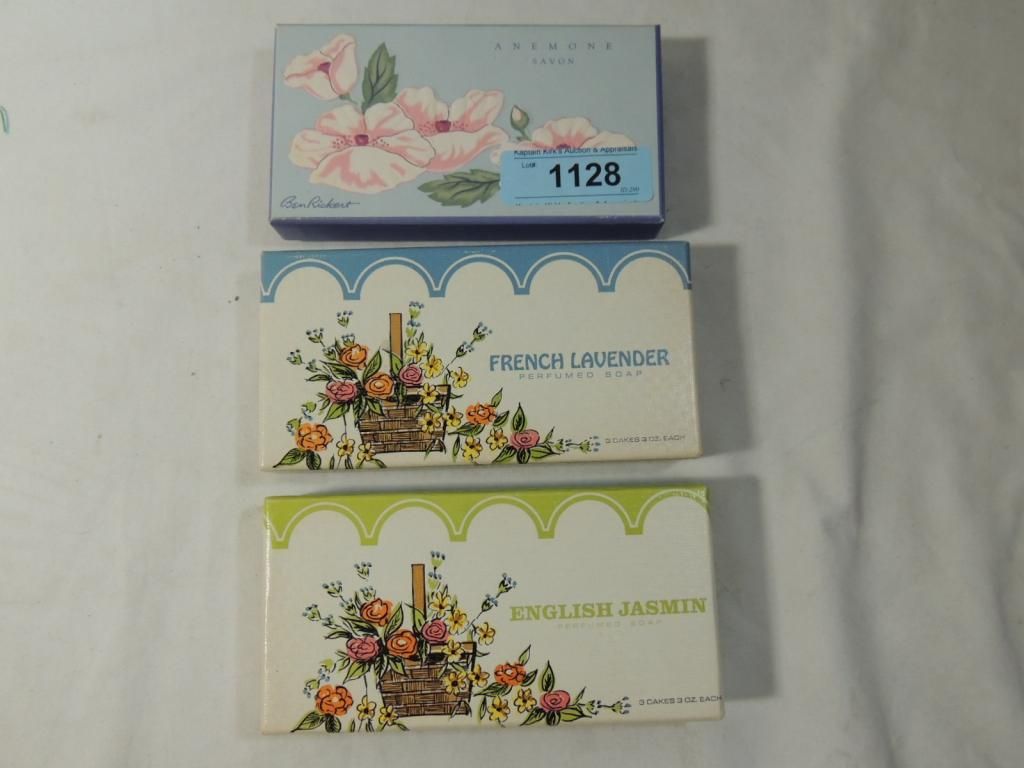 ANEMONE
SAVON
Kaptain Kirk's Auction & Appraisals
Lot#:
1128
Ben Rickert
FRENCH LAVENDER
PERFUMED SOAP
3 CAKES 3 OZ. EACH
ENGLISH JASMIN
PERFUMED SOAP
3 CAKES 3 OZ. EACH